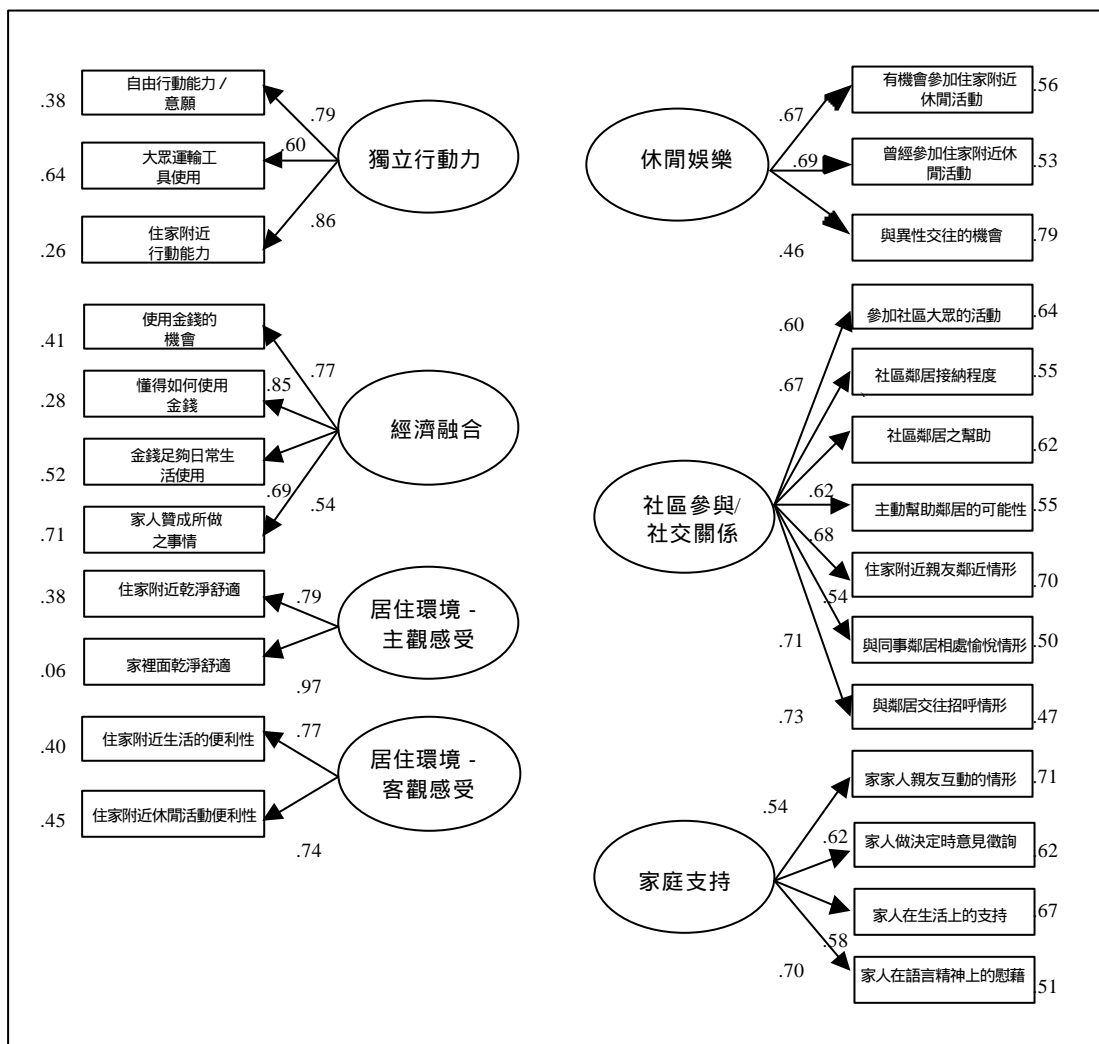 自由行動能力 /
意願
.38
.79
大眾運輸工
具使用
.64
.60
獨立行動力
住家附近
行動能力
.26
.86
使用金錢的
機會
.41
.77
懂得如何使用
金錢
.28
.85
經濟融合
金錢足夠日常生
活使用
.52
.69
家人贊成所做
之事情
.71
.54
住家附近乾淨舒適
.38
.79
居住環境 -
主觀感受
家裡面乾淨舒適
.06
.97
住家附近生活的便利性
.40
.77
居住環境 -
客觀感受
住家附近休閒活動便利性
.45
.74
有機會參加住家附近
休閒活動
.56
.67
休閒娛樂
曾經參加住家附近休
閒活動
.53
.69
與異性交往的機會
.79
.46
參加社區大眾的活動
.64
.60
社區鄰居接納程度
.55
.67
社區鄰居之幫助
.62
.62
社區參與/
社交關係
主動幫助鄰居的可能性
.55
.68
住家附近親友鄰近情形
.70
.54
與同事鄰居相處愉悅情形
.50
.71
與鄰居交往招呼情形
.47
.73
家家人親友互動的情形
.71
.54
家人做決定時意見徵詢
.62
.62
家庭支持
家人在生活上的支持
.67
.58
家人在語言精神上的慰藉
.51
.70